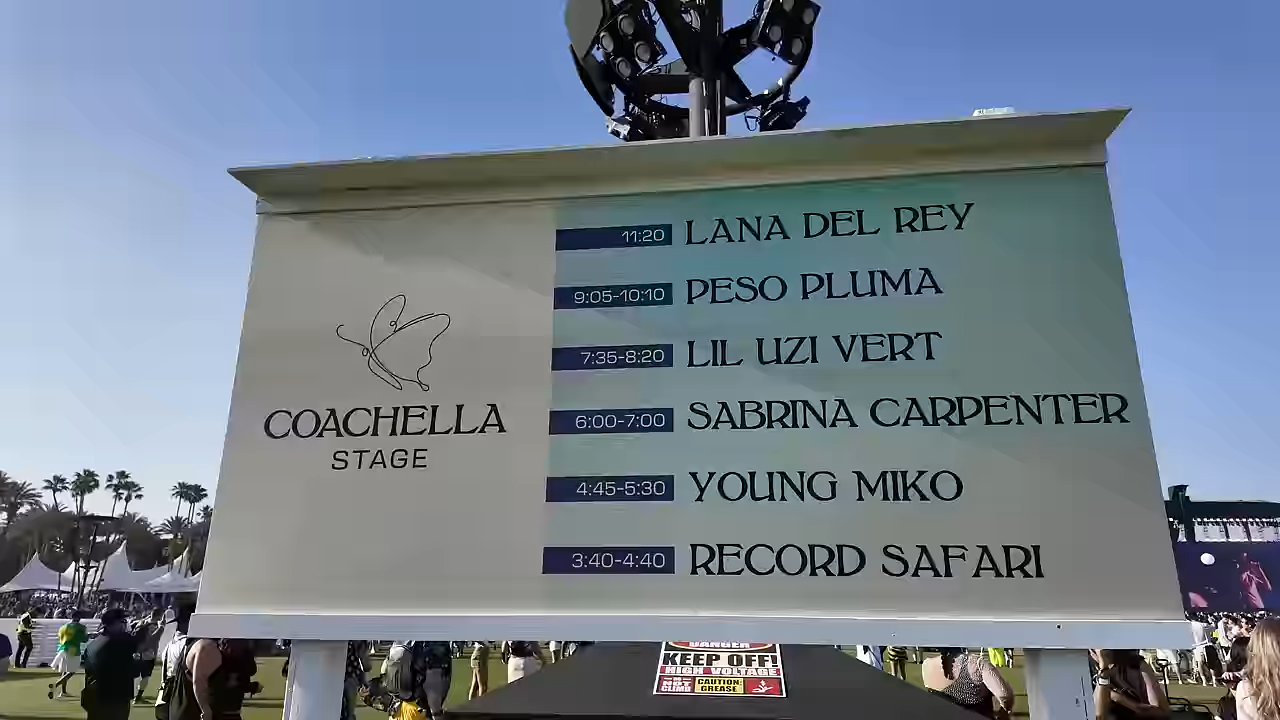 COACHELLA
STAGE
11:20 LANA DEL REY
9:05-10:10 PESO PLUMA
7:35-8:20 LIL UZI VERT
6:00-7:00 SABRINA CARPENTER
4:45-5:30 YOUNG MIKO
3:40-4:40 RECORD SAFARI
DANGER
KEEP OFF!
HIGH VOLTAGE
DO NOT CLIMB
CAUTION: GREASE